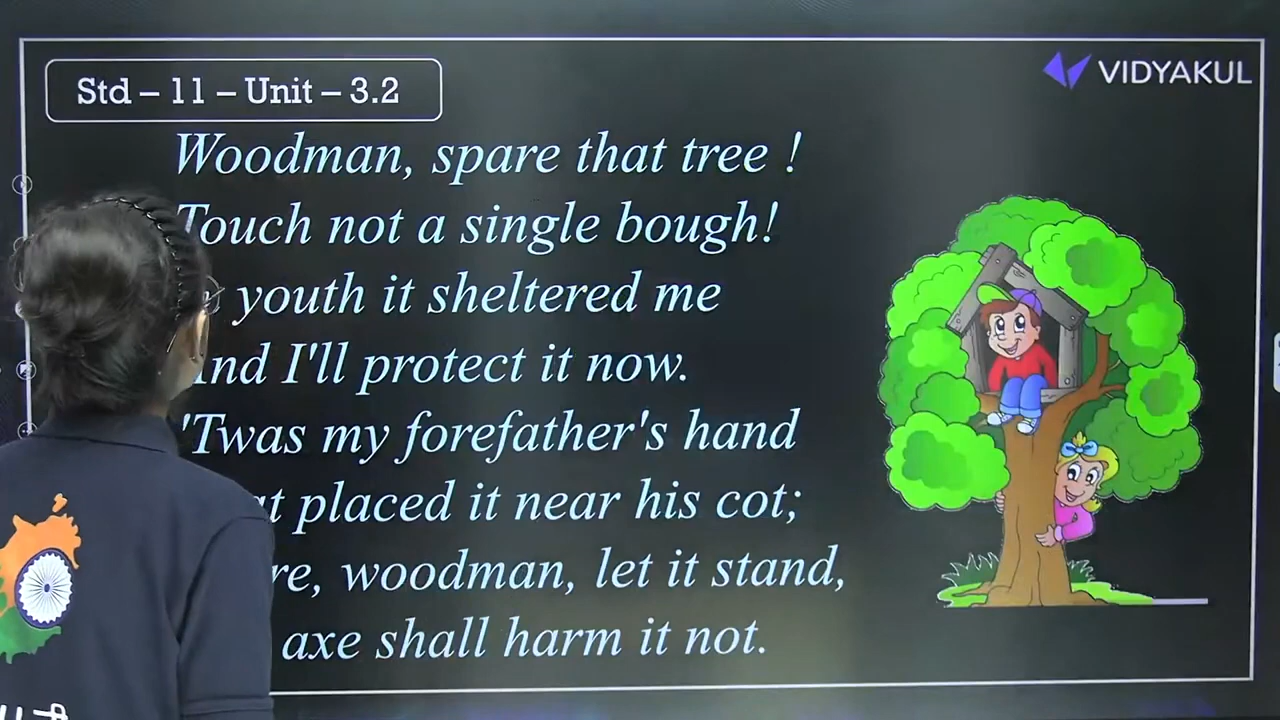 Std – 11 – Unit – 3.2
VIDYAKUL
Woodman, spare that tree !
Touch not a single bough!
youth it sheltered me
And I'll protect it now.
'Twas my forefather's hand
placed it near his cot;
woodman, let it stand,
axe shall harm it not.